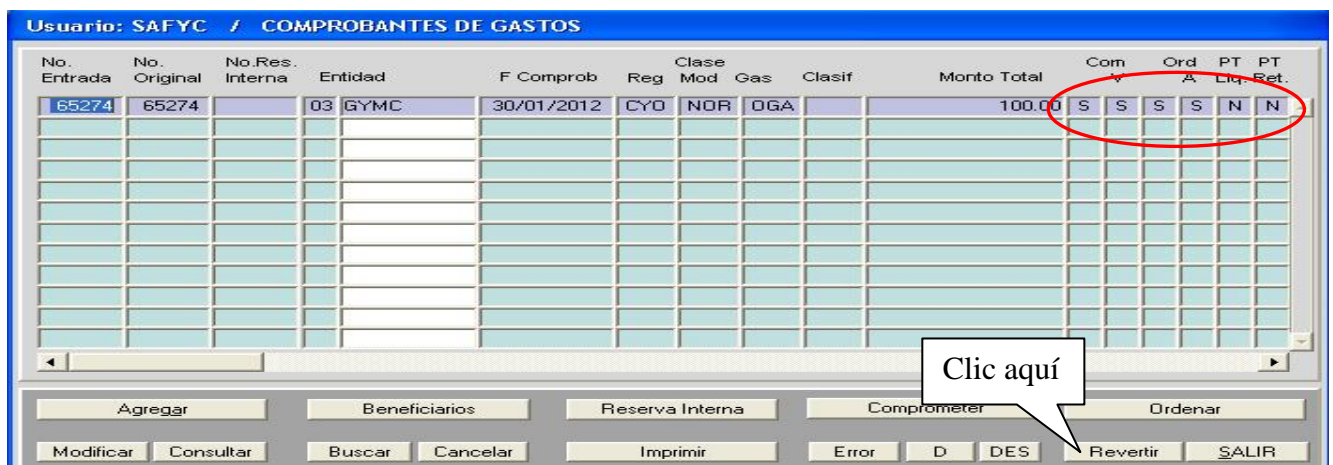 Usuario: SAFYC / COMPROBANTES DE GASTOS
No. No. No.Res. Clase Com Ord PT PT
Entrada Original Interna Entidad F Comprob Reg Mod Gas Clasif Monto Total V A Liq. Ret.
65274 65274 03 GYMC 30/01/2012 CYO NOR OGA 100.00 S S S S N N
Clic aquí
Agregar Beneficiarios Reserva Interna Comprometer Ordenar
Modificar Consultar Buscar Cancelar Imprimir Error D DES Revertir SALIR